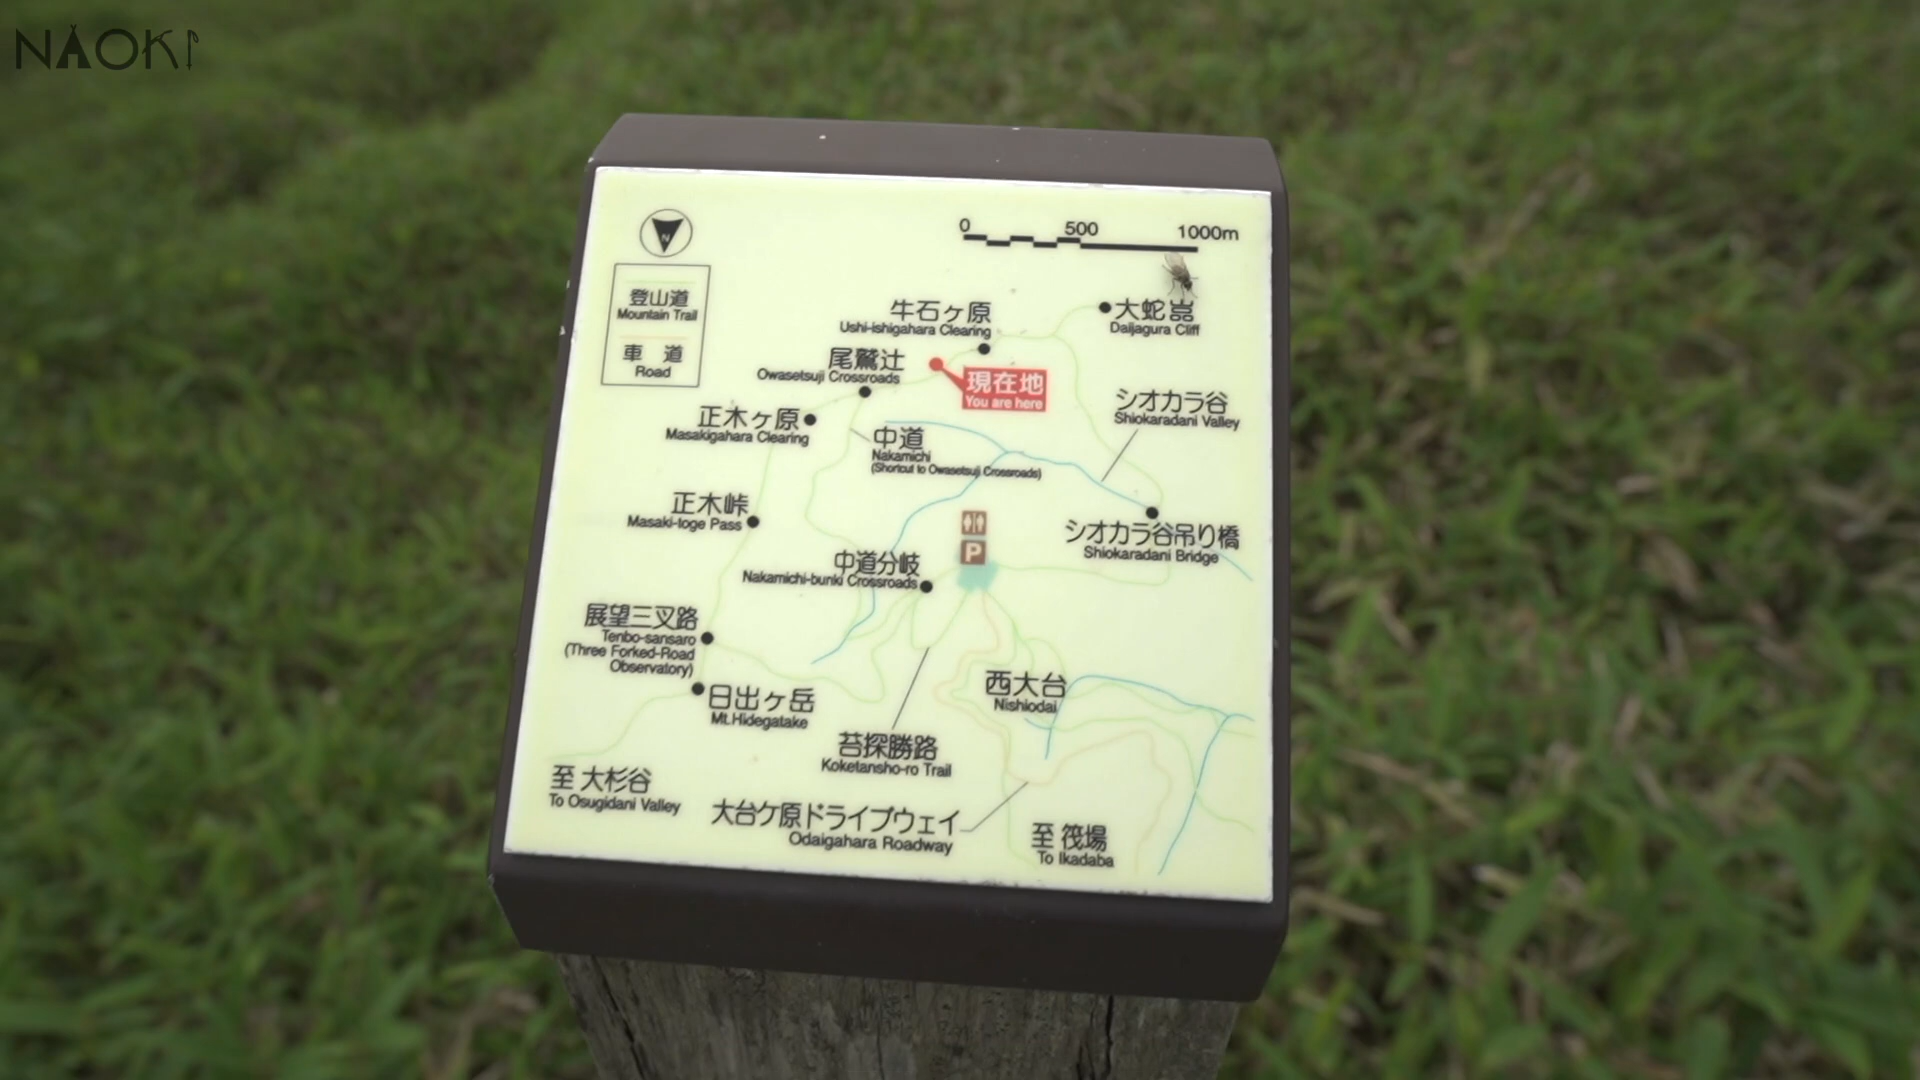 NAOKI
N
0 500 1000m
登山道
Mountain Trail
車 道
Road
牛石ヶ原
Ushi-ishigahara Clearing
大蛇嵓
Daijagura Cliff
尾鷲辻
Owasetsuji Crossroads
現在地
You are here
シオカラ谷
Shiokaradani Valley
正木ヶ原
Masakigahara Clearing
中道
Nakamichi
(Shortcut to Owasetsuji Crossroads)
正木峠
Masaki-toge Pass
P
シオカラ谷吊り橋
Shiokaradani Bridge
中道分岐
Nakamichi-bunki Crossroads
展望三叉路
Tenbo-sansaro
(Three Forked-Road
Observatory)
日出ヶ岳
Mt.Hidegatake
西大台
Nishiodai
苔探勝路
Koketansho-ro Trail
至 大杉谷
To Osugidani Valley
大台ケ原ドライブウェイ
Odaigahara Roadway
至 筏場
To Ikadaba